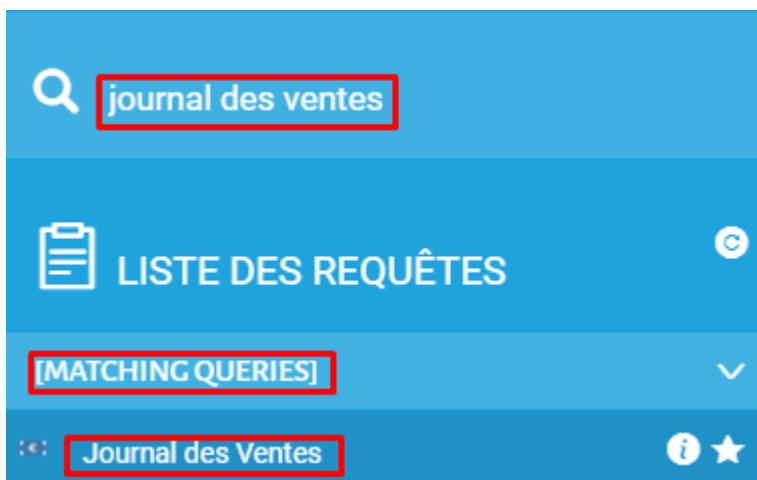 journal des ventes
LISTE DES REQUÊTES
[MATCHING QUERIES]
Journal des Ventes